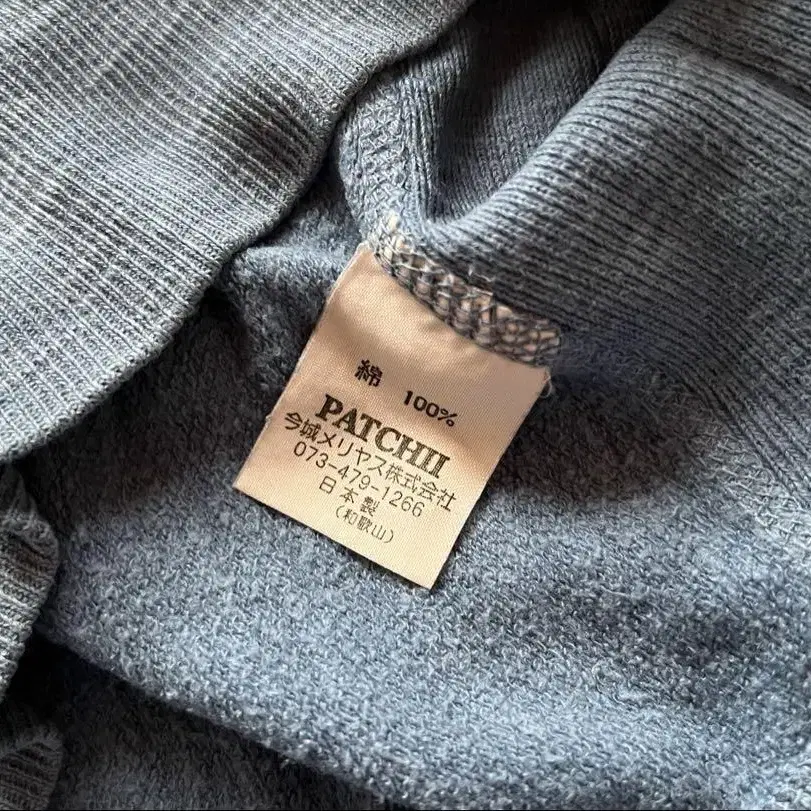 綿 100%
PATCHII
今城メリヤス株式会社
073-479-1266
日本製
(和歌山)